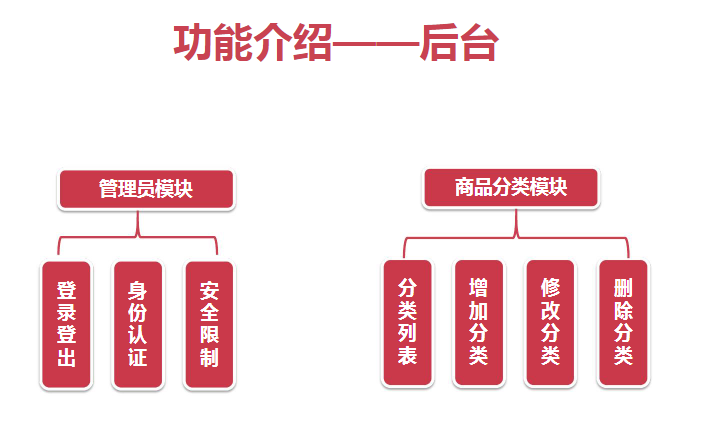 功能介绍——后台
管理员模块
商品分类模块
登录登出
身份认证
安全限制
分类列表
增加分类
修改分类
删除分类